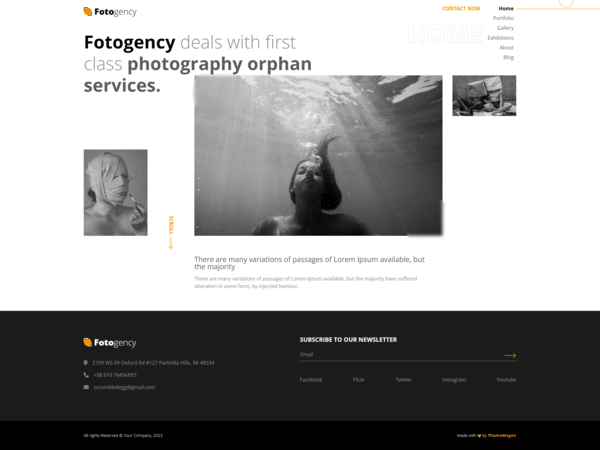 Fotogency
CONTACT NOW
Home
Portfolio
Gallery
Exhibitions
About
Blog
HOME
Fotogency deals with first
class photography orphan
services.
SCROLL
There are many variations of passages of Lorem Ipsum available, but
the majority
There are many variations of passages of Lorem Ipsum available, but the majority have suffered
alteration in some form, by injected humour.
Fotogency
2109 WS 09 Oxford Rd #127 ParkVilla Hills, MI 48334
+88 019 76456893
scrumbledegg@gmail.com
SUBSCRIBE TO OUR NEWSLETTER
Email
Facebook
Flickr
Twitter
Instagram
Youtube
All rights Reserved © Your Company, 2022
Made with by ThemeWagon